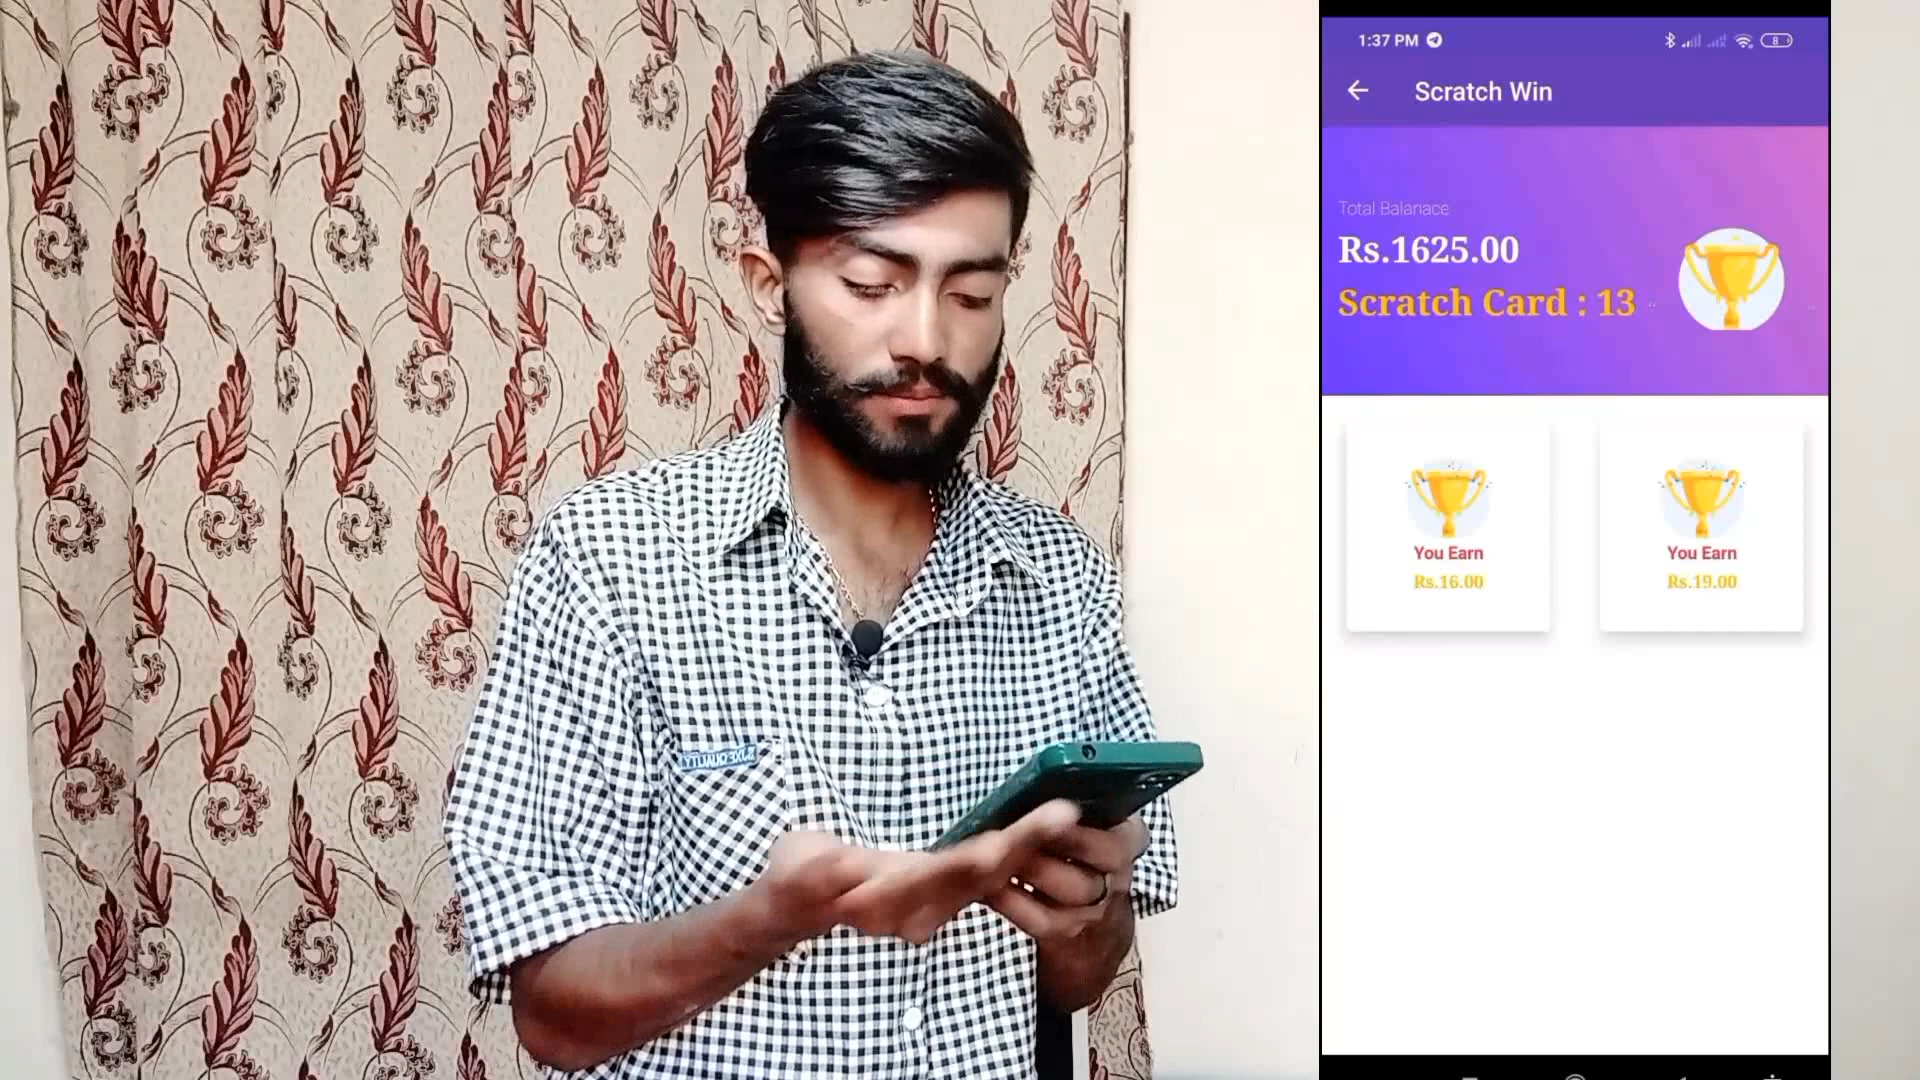 1:37 PM
8
Scratch Win
Total Balanace
Rs.1625.00
Scratch Card : 13
You Earn
Rs.16.00
You Earn
Rs.19.00